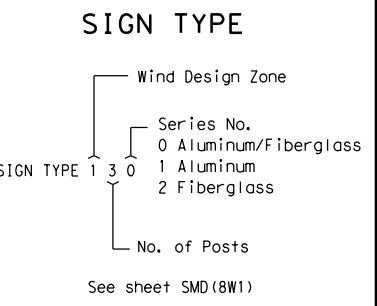 SIGN TYPE
Wind Design Zone
Series No.
0 Aluminum/Fiberglass
1 Aluminum
2 Fiberglass
SIGN TYPE 1 3 0
No. of Posts
See sheet SMD(8W1)